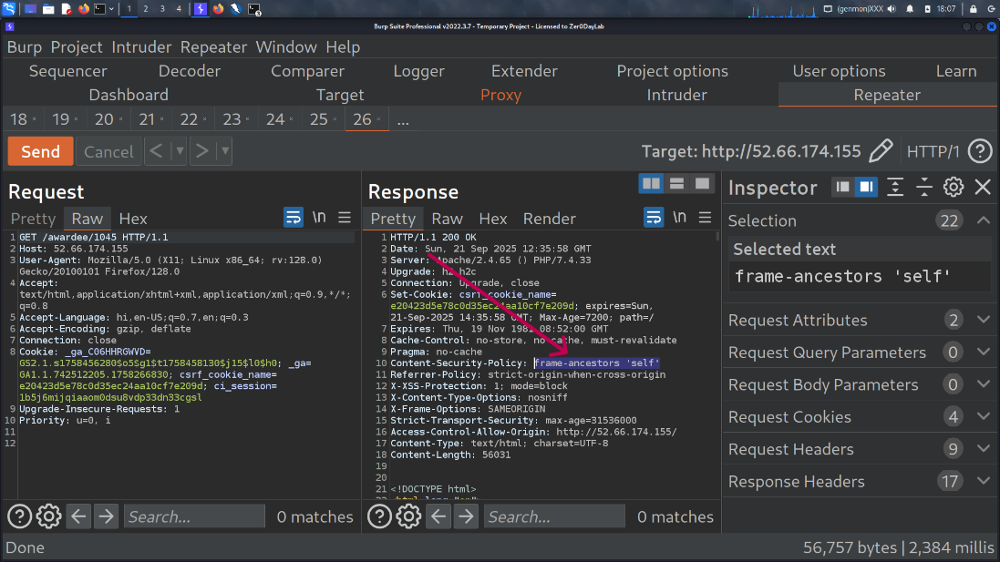 1 2 3 4 (genmon)XXX 18:07
Burp Suite Professional v2022.3.7 - Temporary Project - Licensed to Zer0DayLab
Burp Project Intruder Repeater Window Help
Sequencer Decoder Comparer Logger Extender Project options User options Learn
Dashboard Target Proxy Intruder Repeater
18 × 19 × 20 × 21 × 22 × 23 × 24 × 25 × 26 × ...
Send Cancel < > Target: http://52.66.174.155 HTTP/1 ?
Request
Pretty Raw Hex \n
1 GET /awardee/1045 HTTP/1.1
2 Host: 52.66.174.155
3 User-Agent: Mozilla/5.0 (X11; Linux x86_64; rv:128.0)
Gecko/20100101 Firefox/128.0
4 Accept:
text/html,application/xhtml+xml,application/xml;q=0.9,*/*;
q=0.8
5 Accept-Language: hi,en-US;q=0.7,en;q=0.3
6 Accept-Encoding: gzip, deflate
7 Connection: close
8 Cookie: _ga_C06HHRGWVD=
GS2.1.s1758456280$o5$g1$t1758458130$j15$l0$h0; _ga=
GA1.1.742512205.1758266830; csrf_cookie_name=
e20423d5e78c0d35ec24aa10cf7e209d; ci_session=
1b5j6mijqiaaom0dsu8vdp33dn33cgsl
9 Upgrade-Insecure-Requests: 1
10 Priority: u=0, i
11
12
? Search... 0 matches
Response
Pretty Raw Hex Render \n
1 HTTP/1.1 200 OK
2 Date: Sun, 21 Sep 2025 12:35:58 GMT
3 Server: Apache/2.4.65 () PHP/7.4.33
4 Upgrade: h2,h2c
5 Connection: Upgrade, close
6 Set-Cookie: csrf_cookie_name=
e20423d5e78c0d35ec24aa10cf7e209d; expires=Sun,
21-Sep-2025 14:35:58 GMT; Max-Age=7200; path=/
7 Expires: Thu, 19 Nov 1981 08:52:00 GMT
8 Cache-Control: no-store, no-cache, must-revalidate
9 Pragma: no-cache
10 Content-Security-Policy: frame-ancestors 'self'
11 Referrer-Policy: strict-origin-when-cross-origin
12 X-XSS-Protection: 1; mode=block
13 X-Content-Type-Options: nosniff
14 X-Frame-Options: SAMEORIGIN
15 Strict-Transport-Security: max-age=31536000
16 Access-Control-Allow-Origin: http://52.66.174.155/
17 Content-Type: text/html; charset=UTF-8
18 Content-Length: 56031
19
20
21 <!DOCTYPE html>
? Search... 0 matches
Inspector
Selection 22
Selected text
frame-ancestors 'self'
Request Attributes 2
Request Query Parameters 0
Request Body Parameters 0
Request Cookies 4
Request Headers 9
Response Headers 17
Done 56,757 bytes | 2,384 millis